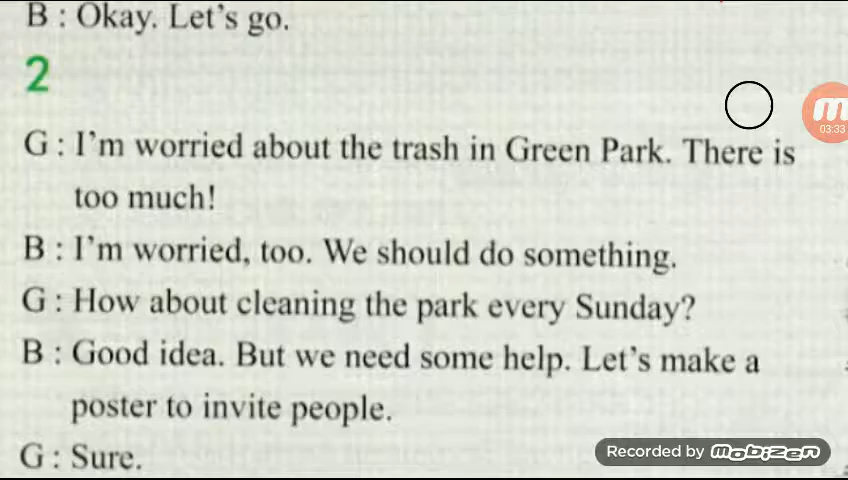 B : Okay. Let's go.
2
G : I'm worried about the trash in Green Park. There is
too much!
B : I'm worried, too. We should do something.
G : How about cleaning the park every Sunday?
B : Good idea. But we need some help. Let's make a
poster to invite people.
G : Sure.
03:33
Recorded by mobizen